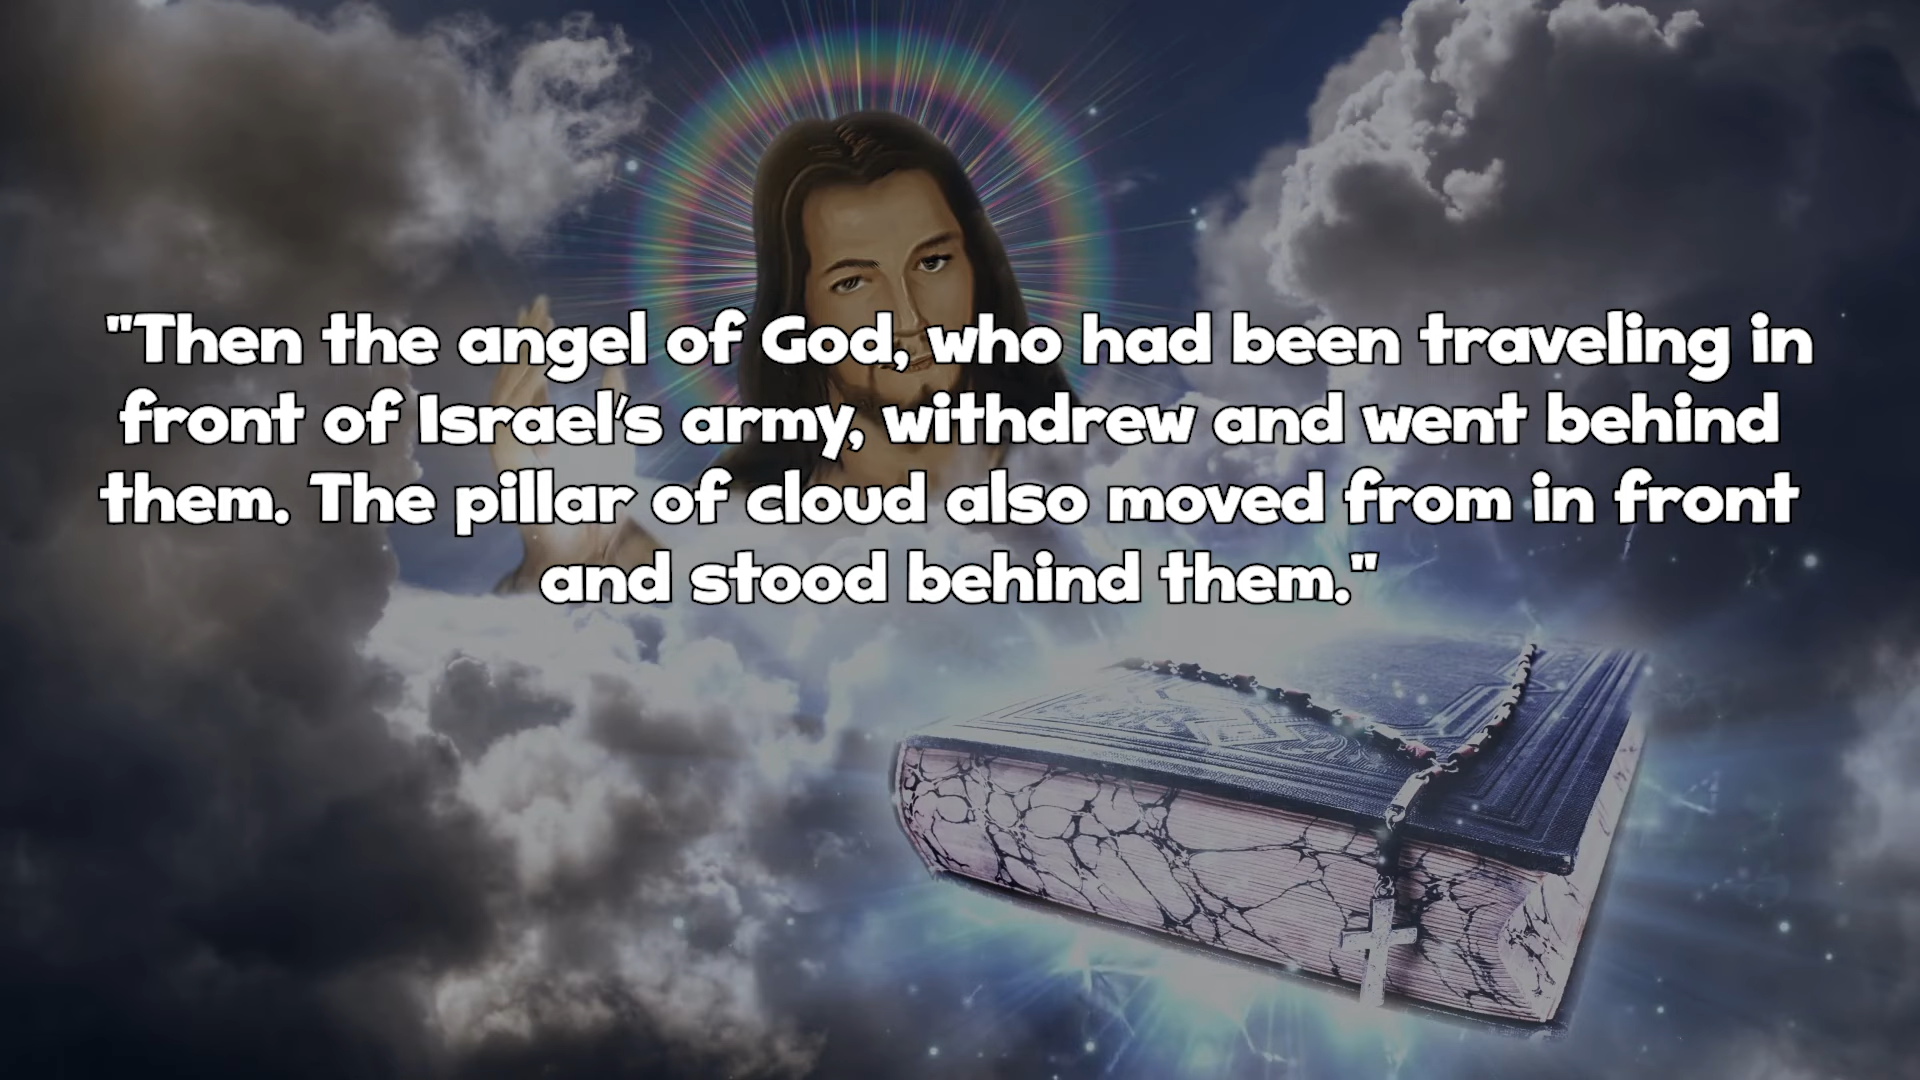 "Then the angel of God, who had been traveling in
front of Israel's army, withdrew and went behind
them. The pillar of cloud also moved from in front
and stood behind them."